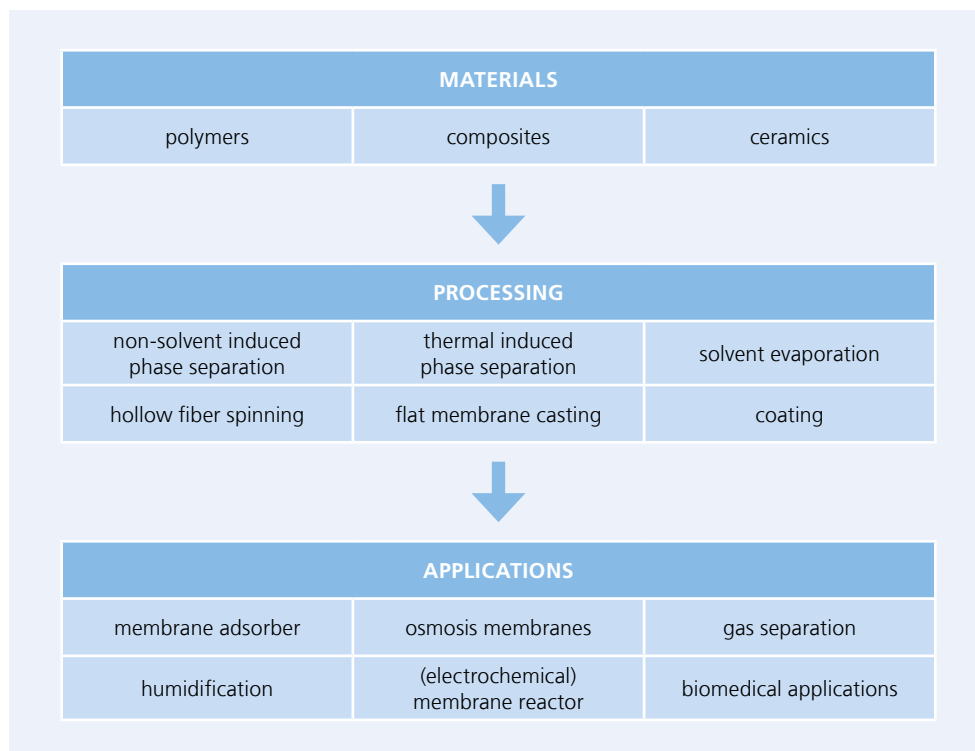 MATERIALS
polymers
composites
ceramics
PROCESSING
non-solvent induced
phase separation
thermal induced
phase separation
solvent evaporation
hollow fiber spinning
flat membrane casting
coating
APPLICATIONS
membrane adsorber
osmosis membranes
gas separation
humidification
(electrochemical)
membrane reactor
biomedical applications